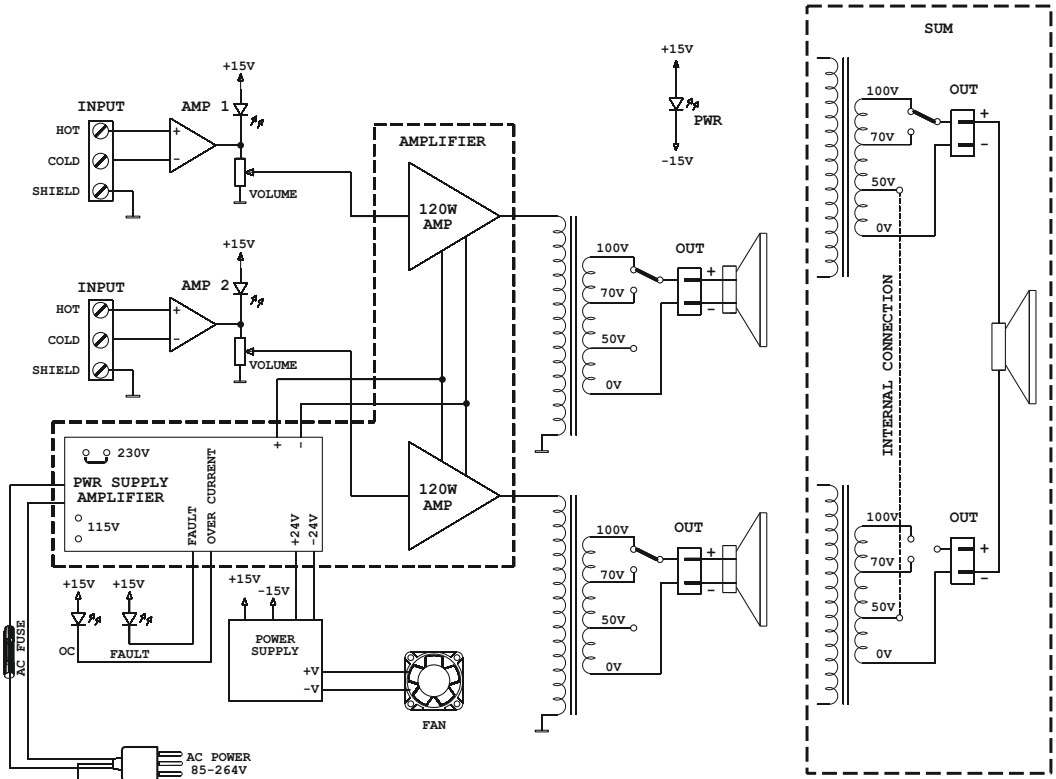 +15V
INPUT
AMP 1
HOT
+
COLD
-
SHIELD
VOLUME
+15V
INPUT
AMP 2
HOT
+
COLD
-
SHIELD
VOLUME
AMPLIFIER
120W
AMP
120W
AMP
+15V
PWR
-15V
100V
OUT
+
70V
-
50V
0V
100V
OUT
+
70V
-
50V
0V
SUM
100V
OUT
+
70V
-
50V
0V
INTERNAL CONNECTION
100V
OUT
+
70V
-
50V
0V
+
-
230V
PWR SUPPLY
AMPLIFIER
115V
FAULT
OVER CURRENT
+24V
-24V
+15V
+15V
OC
FAULT
+15V
-15V
POWER
SUPPLY
+V
-V
FAN
AC FUSE
AC POWER
85-264V